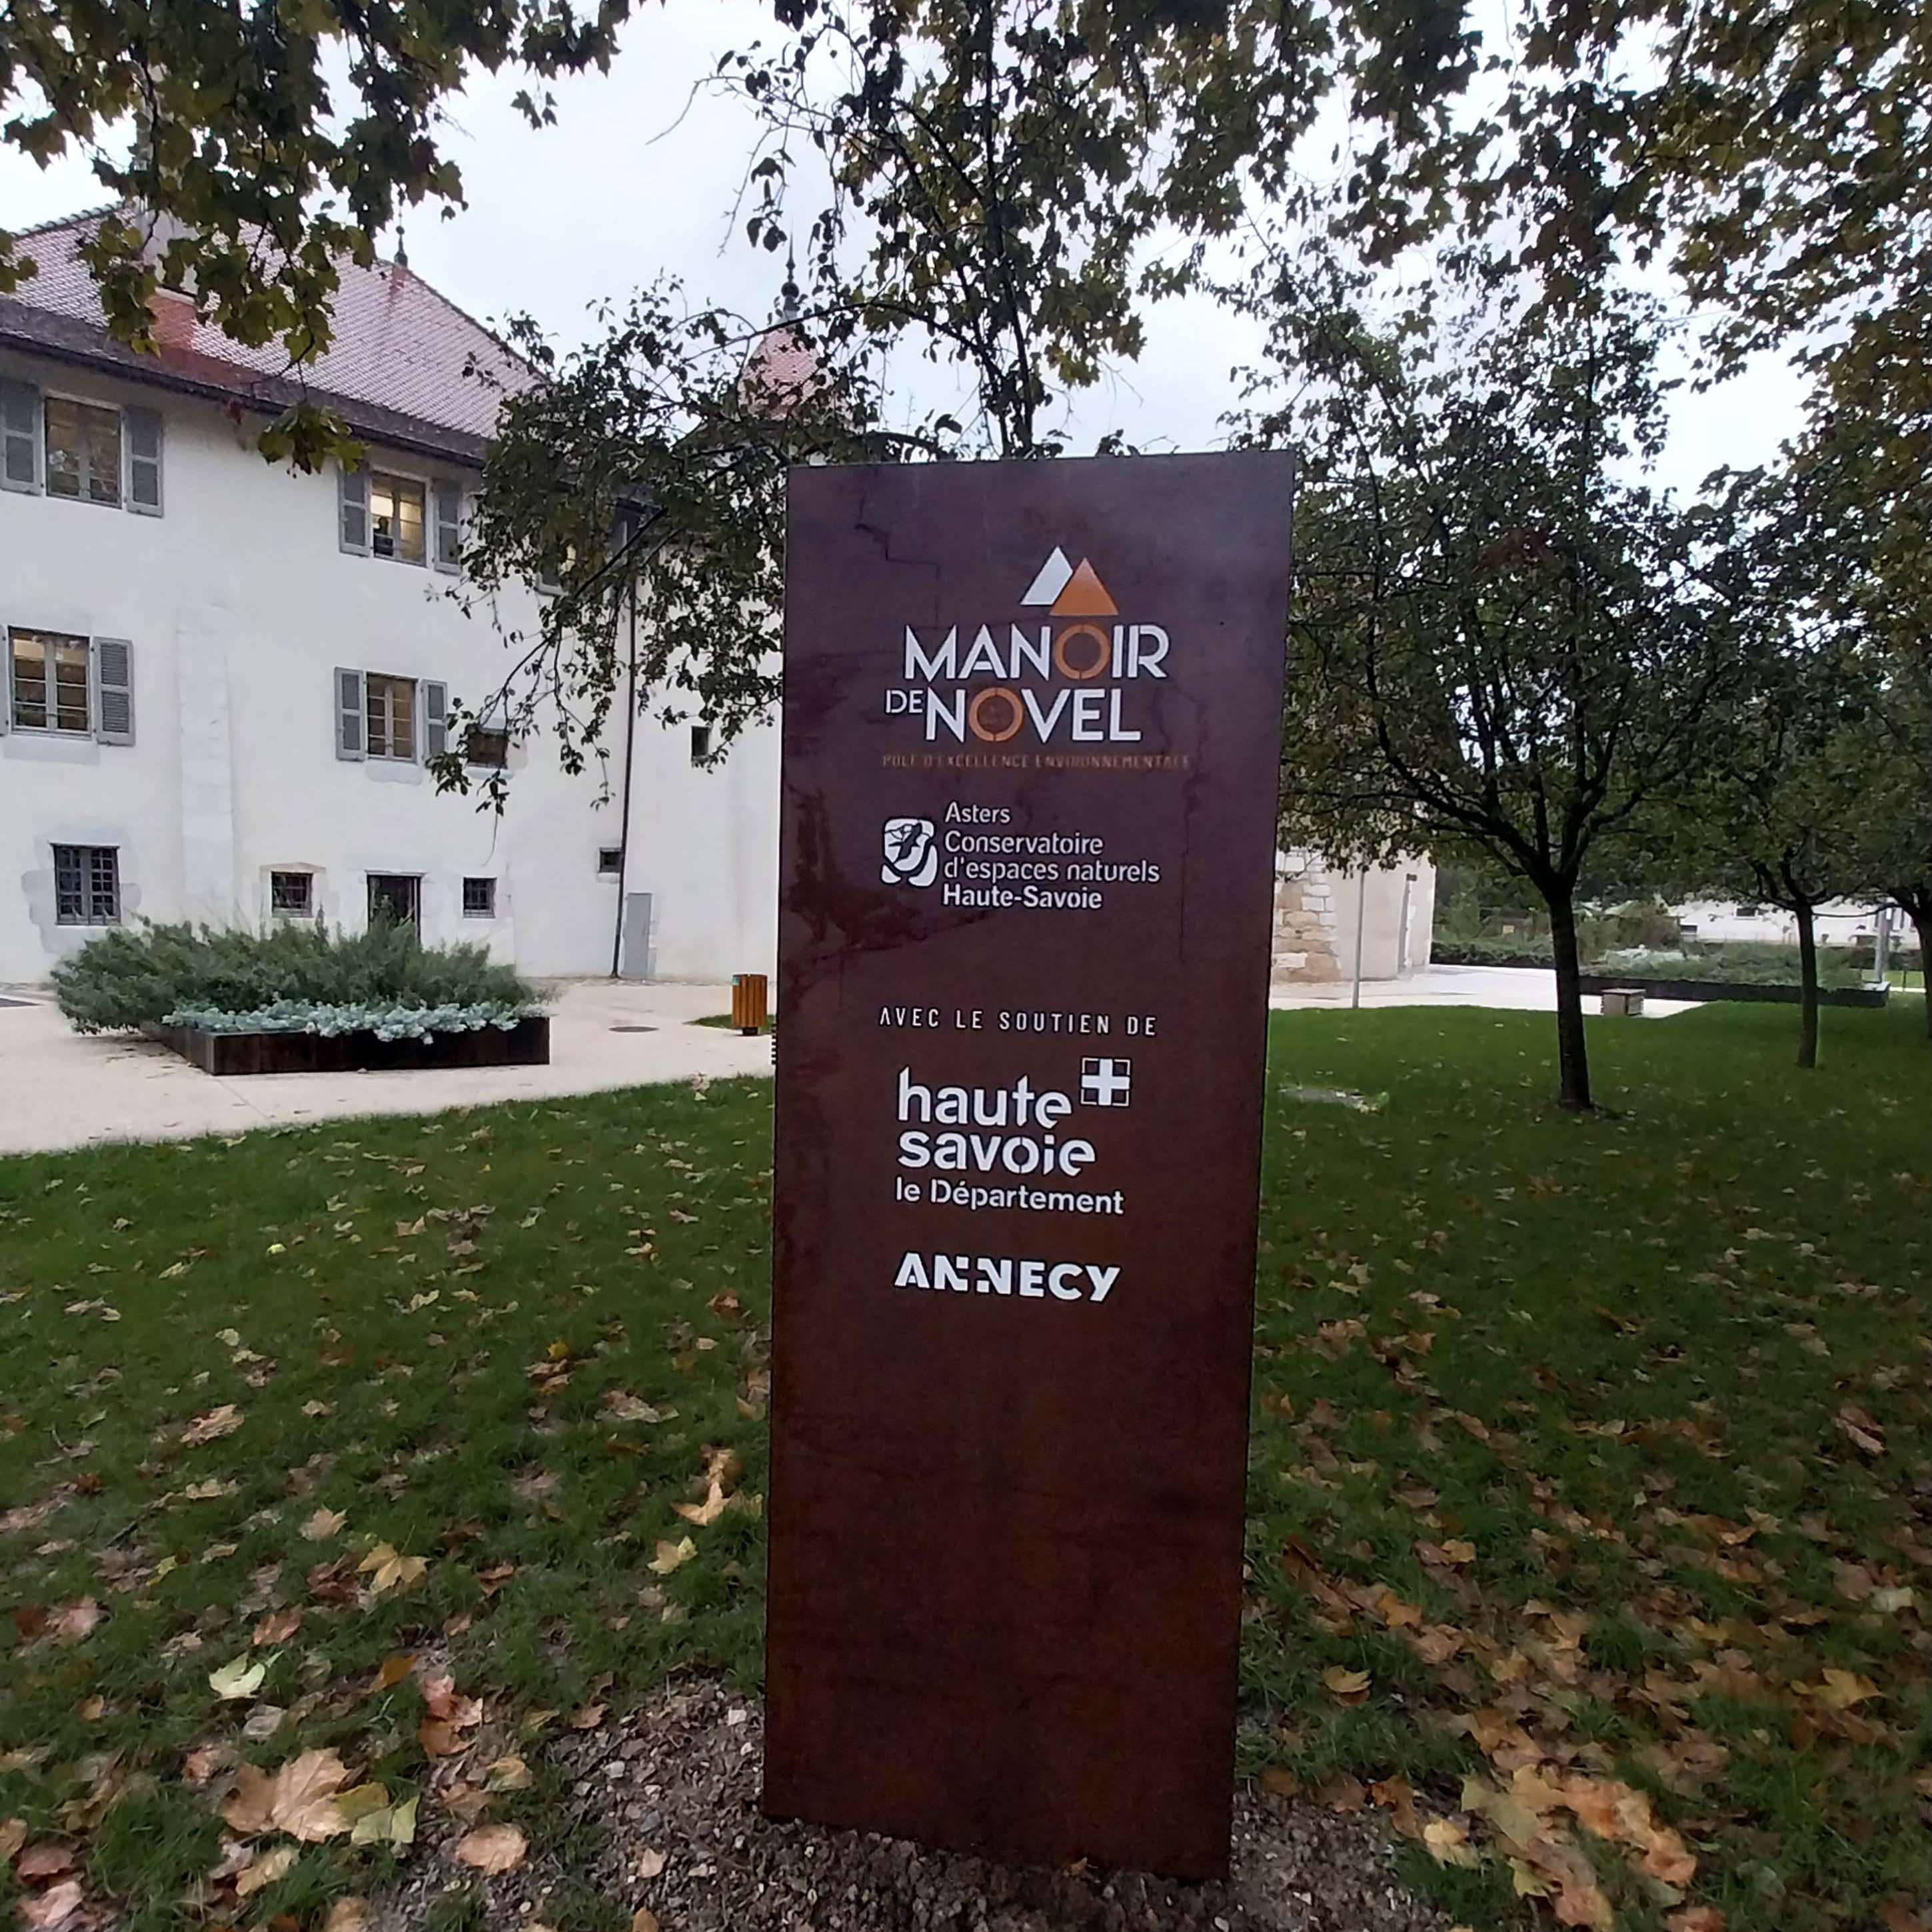 MANOIR
DE NOVEL
PÔLE D'EXCELLENCE ENVIRONNEMENTALE
Asters
Conservatoire
d'espaces naturels
Haute-Savoie
AVEC LE SOUTIEN DE
haute
savoie
le Département
ANNECY